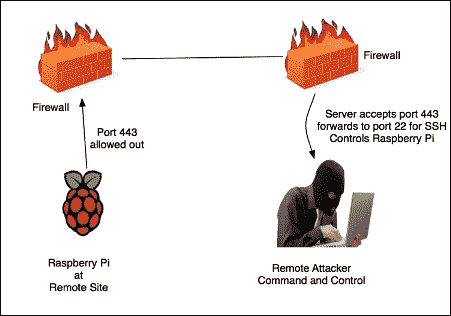 Firewall
Firewall
Port 443
allowed out
Server accepts port 443
forwards to port 22 for SSH
Controls Raspberry Pi
Raspberry Pi
at
Remote Site
Remote Attacker
Command and Control